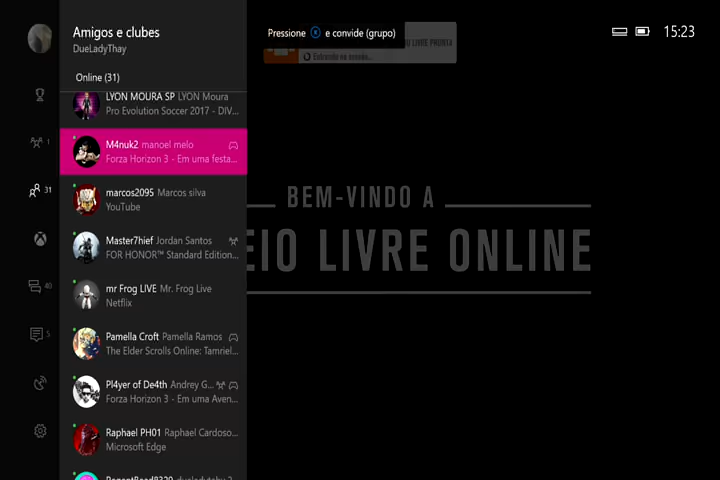 Amigos e clubes
DueLadyThay
Online (31)
LYON MOURA SP LYON Moura
Pro Evolution Soccer 2017 - DIV...
M4nuk2 manoel melo
Forza Horizon 3 - Em uma festa...
marcos2095 Marcos silva
YouTube
Master7hief Jordan Santos
FOR HONOR™ Standard Edition...
mr Frog LIVE Mr. Frog Live
Netflix
Pamella Croft Pamella Ramos
The Elder Scrolls Online: Tamriel...
Pl4yer of De4th Andrey G...
Forza Horizon 3 - Em uma Aven...
Raphael PH01 Raphael Cardoso...
Microsoft Edge
1
31
40
5
Pressione e convide (grupo)
LIVRE PRONTA
15:23
BEM-VINDO A
EIO LIVRE ONLINE